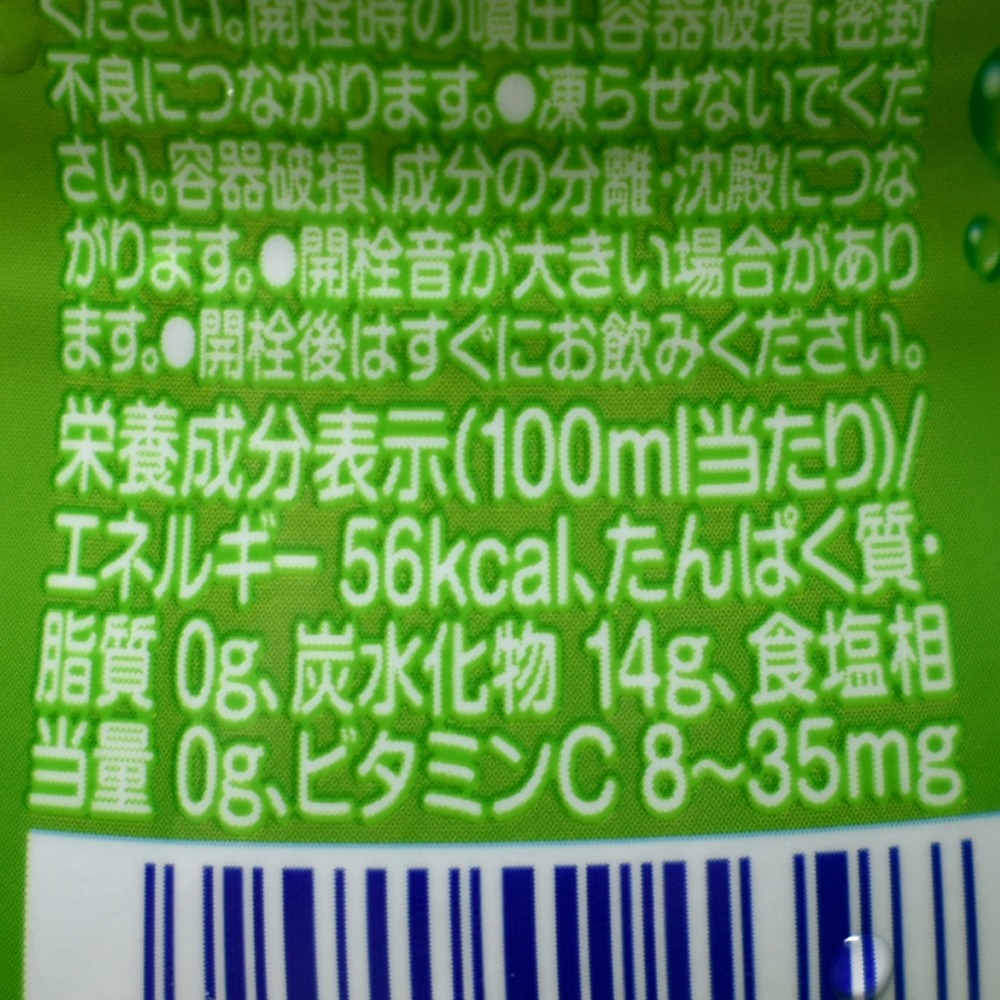 ください。開栓時の噴出、容器破損・密封
不良につながります。●凍らせないでくだ
さい。容器破損、成分の分離・沈殿につな
がります。●開栓音が大きい場合があり
ます。●開栓後はすぐにお飲みください。
栄養成分表示(100ml当たり)/
エネルギー 56kcal、たんぱく質・
脂質 0g、炭水化物 14g、食塩相
当量 0g、ビタミンC 8~35mg